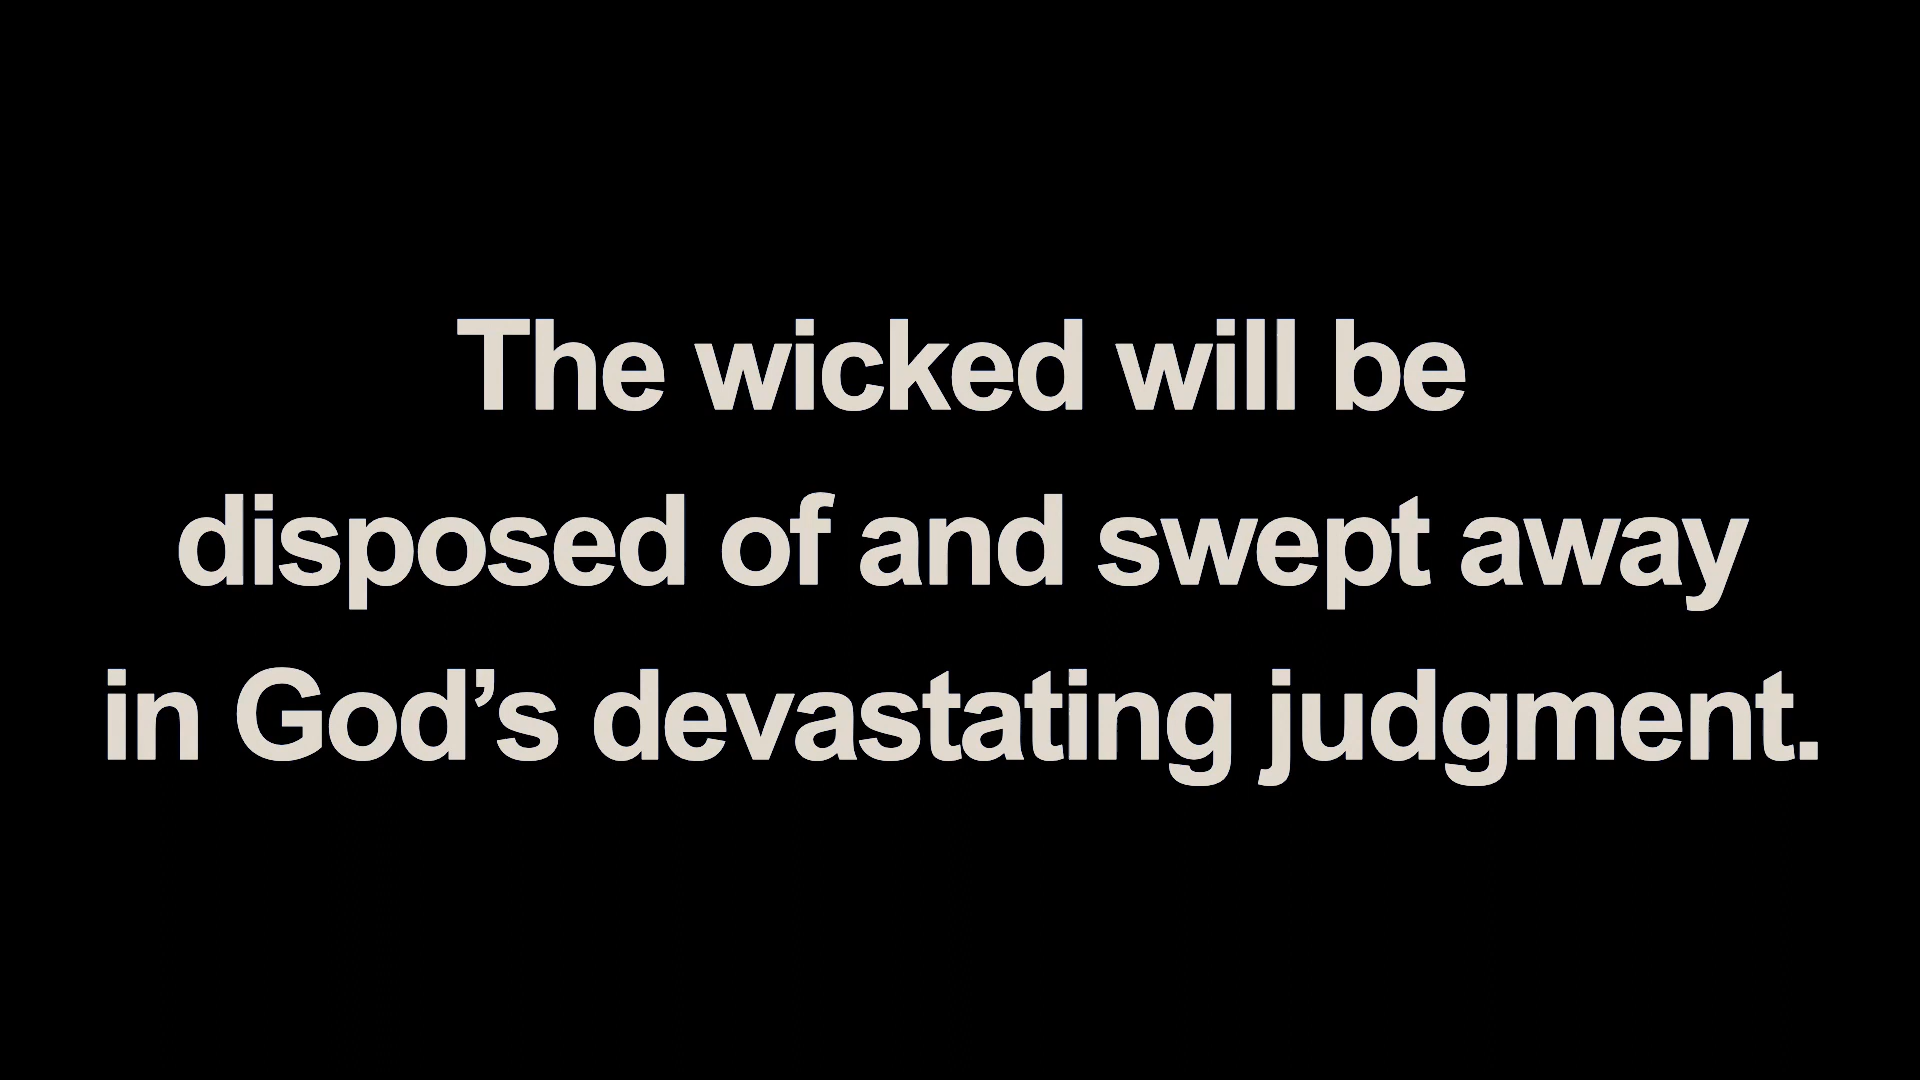 The wicked will be
disposed of and swept away
in God’s devastating judgment.